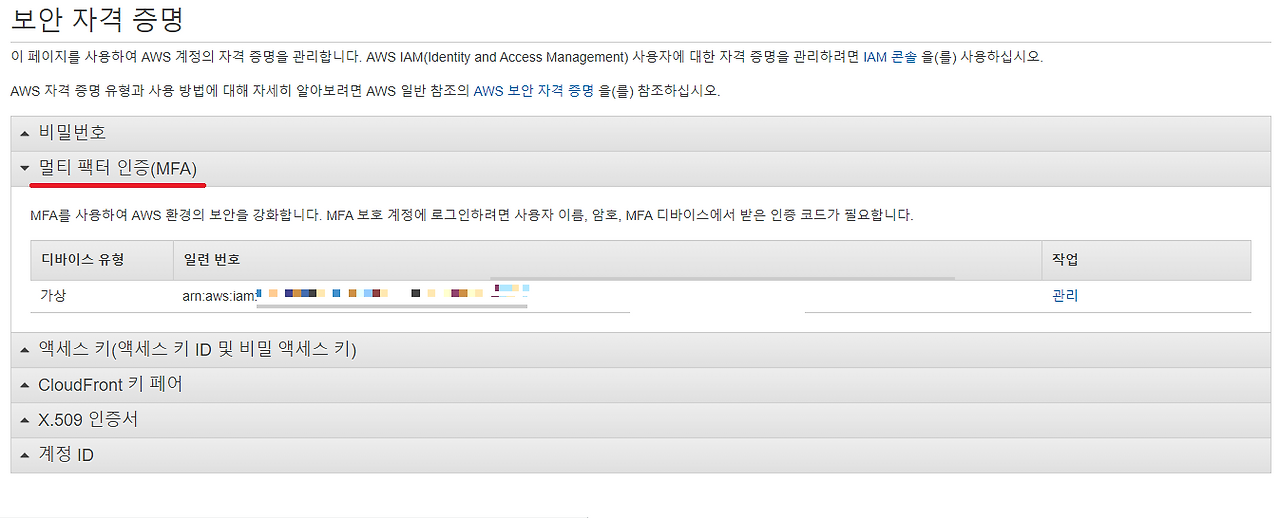 보안 자격 증명
이 페이지를 사용하여 AWS 계정의 자격 증명을 관리합니다. AWS IAM(Identity and Access Management) 사용자에 대한 자격 증명을 관리하려면 IAM 콘솔 을(를) 사용하십시오.
AWS 자격 증명 유형과 사용 방법에 대해 자세히 알아보려면 AWS 일반 참조의 AWS 보안 자격 증명 을(를) 참조하십시오.
비밀번호
멀티 팩터 인증(MFA)
MFA를 사용하여 AWS 환경의 보안을 강화합니다. MFA 보호 계정에 로그인하려면 사용자 이름, 암호, MFA 디바이스에서 받은 인증 코드가 필요합니다.
디바이스 유형 일련 번호 작업
가상 arn:aws:iam: 관리
액세스 키(액세스 키 ID 및 비밀 액세스 키)
CloudFront 키 페어
X.509 인증서
계정 ID